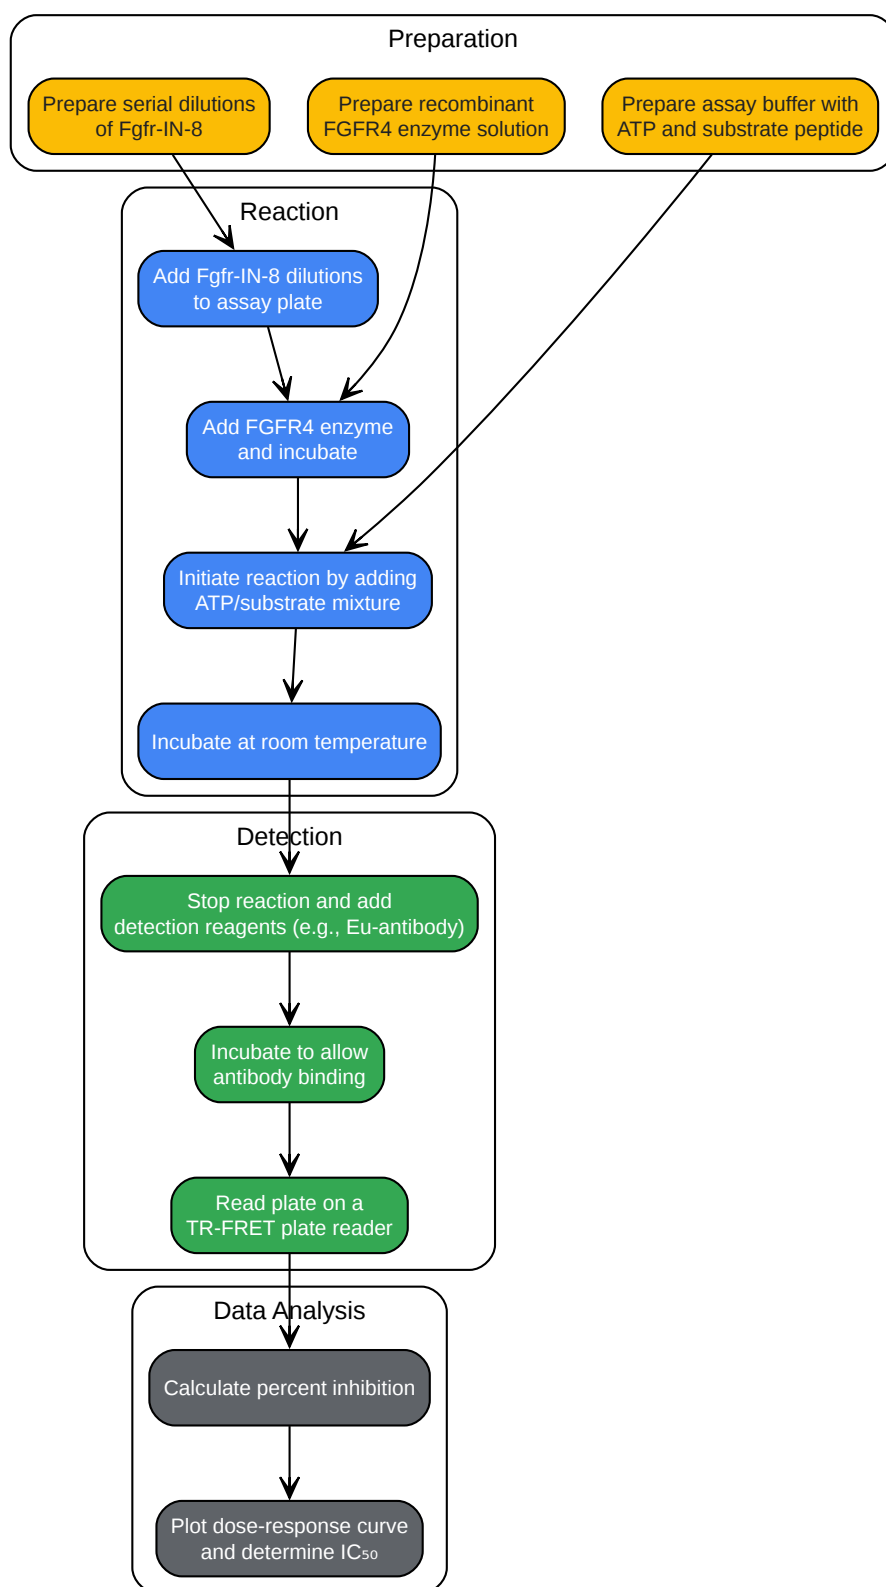 Preparation
Prepare serial dilutions
of Fgfr-IN-8
Prepare recombinant
FGFR4 enzyme solution
Prepare assay buffer with
ATP and substrate peptide
Reaction
Add Fgfr-IN-8 dilutions
to assay plate
Add FGFR4 enzyme
and incubate
Initiate reaction by adding
ATP/substrate mixture
Incubate at room temperature
Detection
Stop reaction and add
detection reagents (e.g., Eu-antibody)
Incubate to allow
antibody binding
Read plate on a
TR-FRET plate reader
Data Analysis
Calculate percent inhibition
Plot dose-response curve
and determine IC₅₀